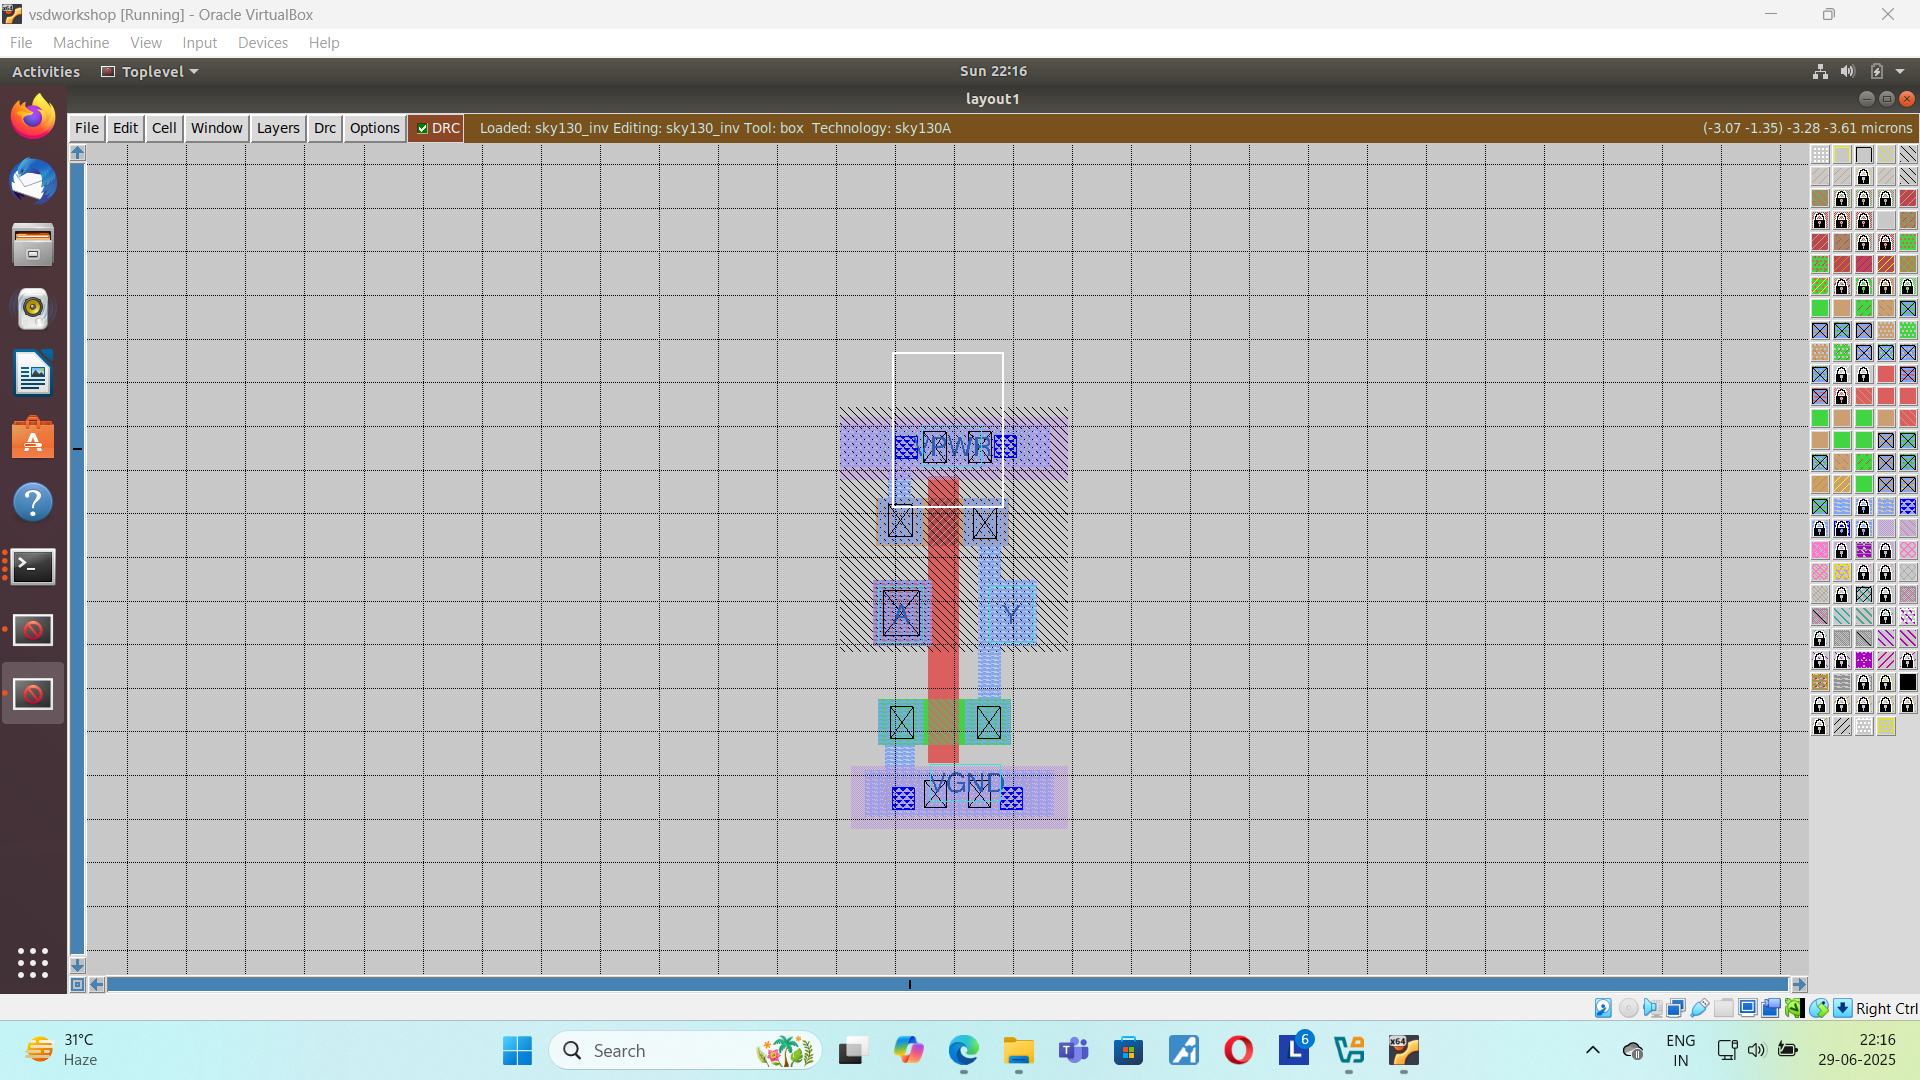 vsdworkshop [Running] - Oracle VirtualBox
File Machine View Input Devices Help
Activities Toplevel Sun 22:16
layout1
File Edit Cell Window Layers Drc Options DRC Loaded: sky130_inv Editing: sky130_inv Tool: box Technology: sky130A (-3.07 -1.35) -3.28 -3.61 microns
VPWR
A Y
VGND
Right Ctrl
31°C
Haze
Search
6
ENG
IN
22:16
29-06-2025